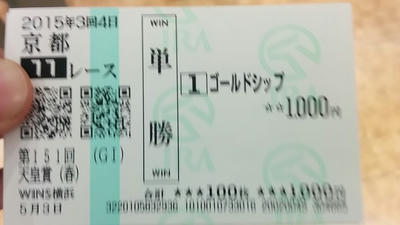 2015年3回4日
京都
11レース
WIN
単勝
WIN
1 ゴールドシップ
☆☆1,000円
第151回 (GI)
天皇賞(春)
WINS横浜
5月3日
合計 ★★★100枚 ★★★1000円